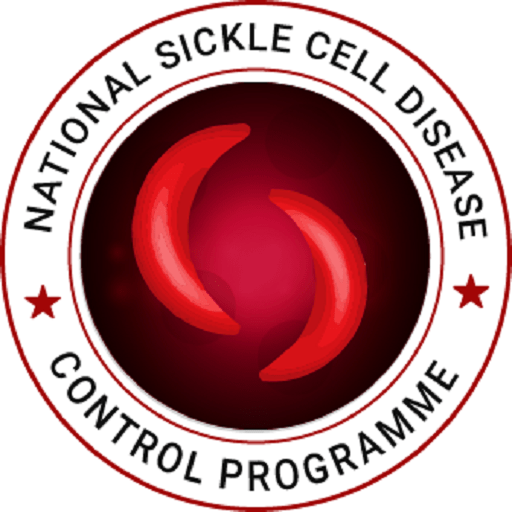 NATIONAL SICKLE CELL DISEASE
CONTROL PROGRAMME